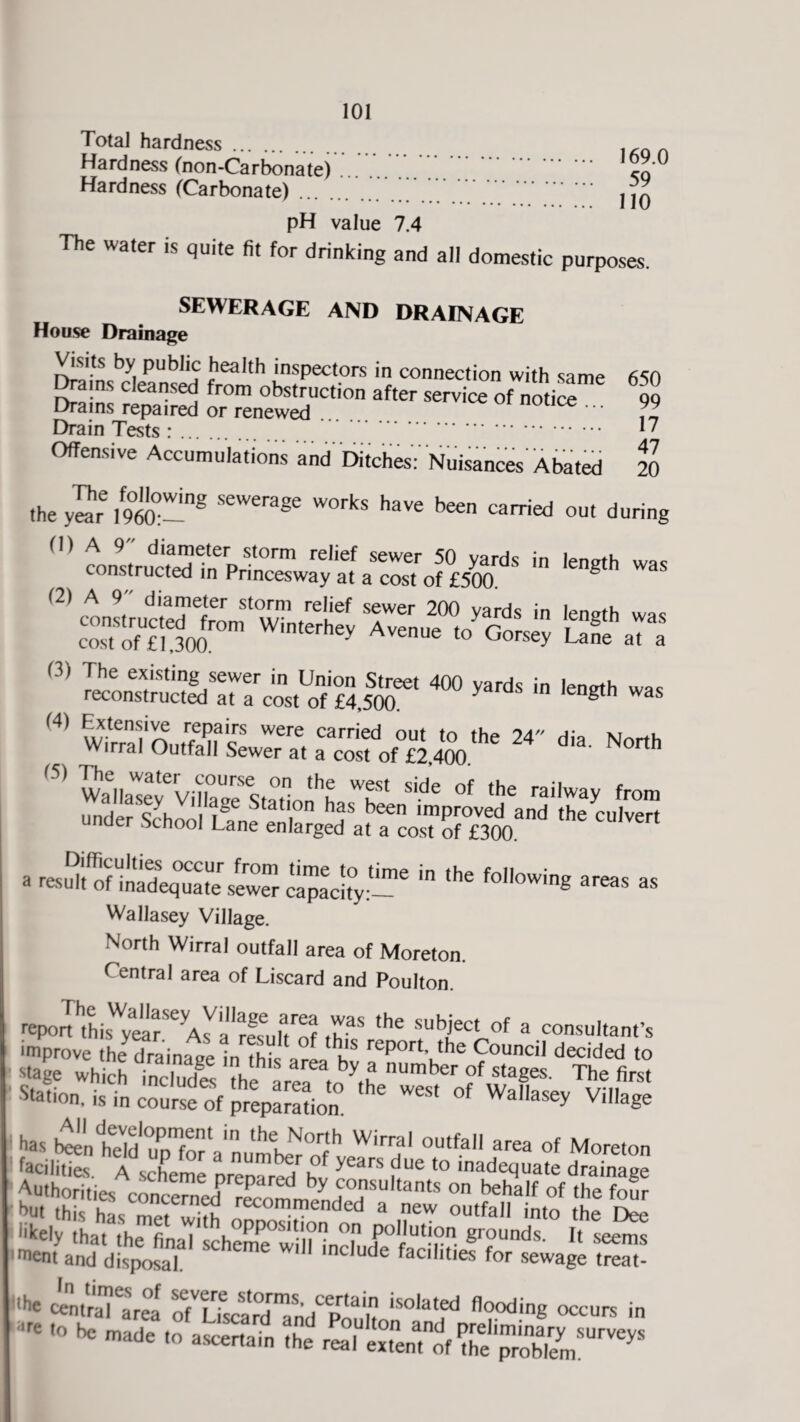 101
Total hardness ... ... ... ... ... ... ... ... ... ... 169.0
Hardness (non-Carbonate) ... ... ... ... ... ... ... ... 59
Hardness (Carbonate) ... ... ... ... ... ... ... ... ... 110
pH value 7.4
The water is quite fit for drinking and all domestic purposes.
SEWERAGE AND DRAINAGE
House Drainage
Visits by public health inspectors in connection with same 650
Drains cleansed from obstruction after service of notice ... 99
Drains repaired or renewed ... ... ... ... ... ... ... ... 17
Drain Tests : ... ... ... ... ... ... ... ... ... ... ... 47
Offensive Accumulations and Ditches: Nuisances Abated 20
The following sewerage works have been carried out during
the year 1960:—
(1) A 9″ diameter storm relief sewer 50 yards in length was
constructed in Princesway at a cost of £500.
(2) A 9″ diameter storm relief sewer 200 yards in length was
constructed from Winterhey Avenue to Gorsey Lane at a
cost of £1,300.
(3) The existing sewer in Union Street 400 yards in length was
reconstructed at a cost of £4,500.
(4) Extensive repairs were carried out to the 24″ dia. North
Wirral Outfall Sewer at a cost of £2,400.
(5) The water course on the west side of the railway from
Wallasey Village Station has been improved and the culvert
under School Lane enlarged at a cost of £300.
Difficulties occur from time to time in the following areas as
a result of inadequate sewer capacity:—
Wallasey Village.
North Wirral outfall area of Moreton.
Central area of Liscard and Poulton.
The Wallasey Village area was the subject of a consultant's
report this year. As a result of this report, the Council decided to
improve the drainage in this area by a number of stages. The first
stage which includes the area to the west of Wallasey Village
Station, is in course of preparation.
All development in the North Wirral outfall area of Moreton
has been held up for a number of years due to inadequate drainage
facilities. A scheme prepared by consultants on behalf of the four
Authorities concerned recommended a new outfall into the Dee
but this has met with opposition on pollution grounds. It seems
likely that the final scheme will include facilities for sewage treat-
ment and disposal.
In times of severe storms, certain isolated flooding occurs in
the central area of Liscard and Poulton and preliminary surveys
are to be made to ascertain the real extent of the problem.